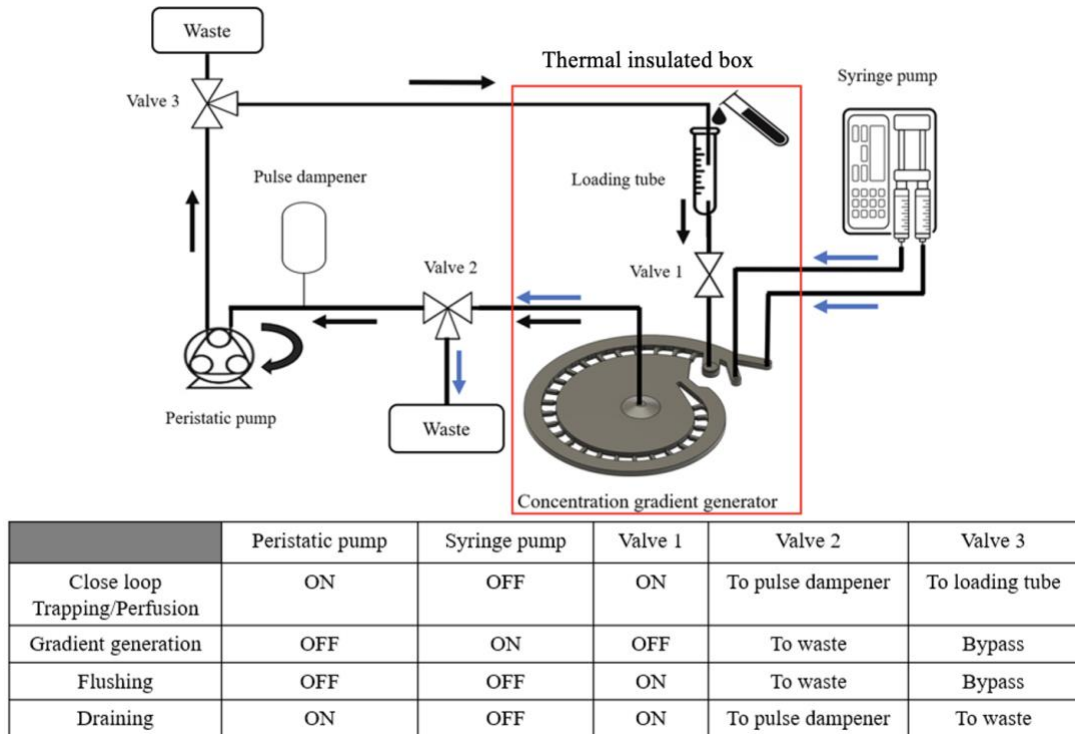 Waste
Thermal insulated box
Syringe pump
Valve 3
Pulse dampener
Loading tube
Valve 2
Valve 1
Peristatic pump
Waste
Concentration gradient generator
Peristatic pump Syringe pump Valve 1 Valve 2 Valve 3
Close loop
Trapping/Perfusion ON OFF ON To pulse dampener To loading tube
Gradient generation OFF ON OFF To waste Bypass
Flushing OFF OFF ON To waste Bypass
Draining ON OFF ON To pulse dampener To waste